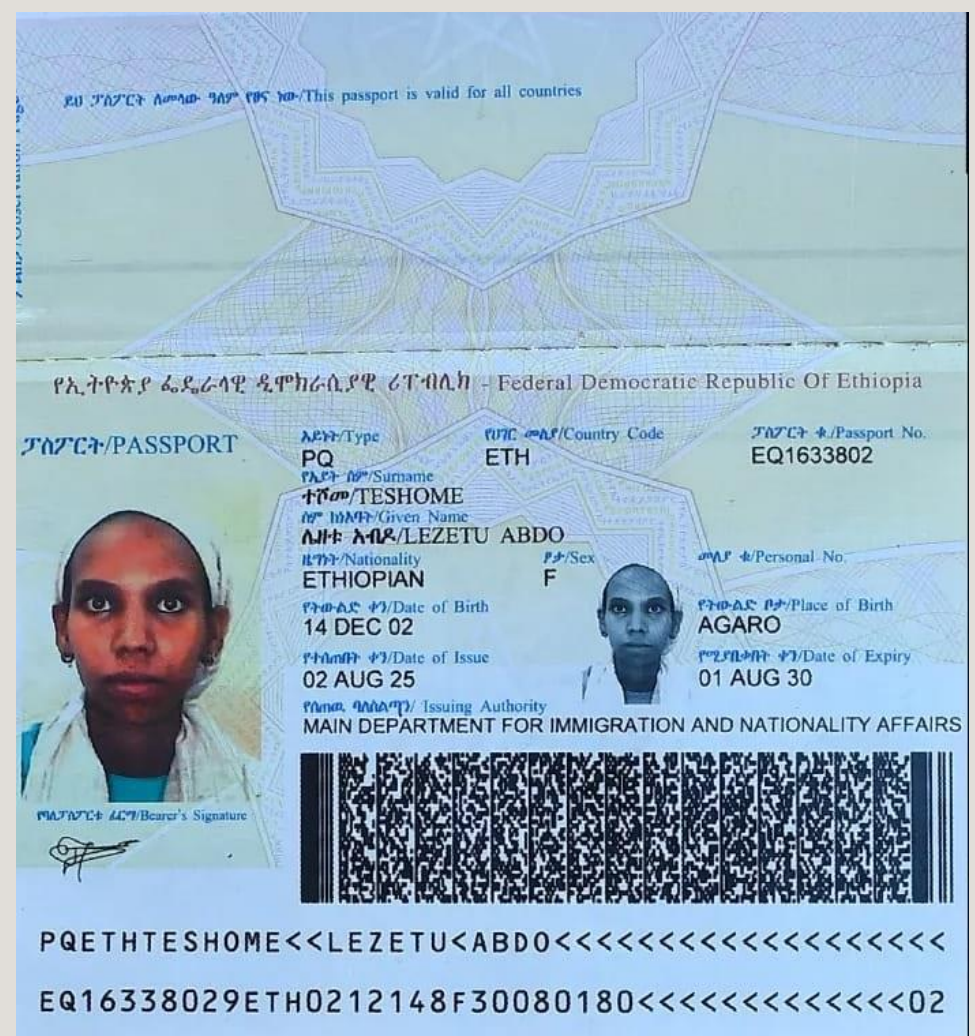 ይህ ፓስፖርት ለመላው ዓለም የፀና ነው/This passport is valid for all countries
የኢትዮጵያ ፌዴራላዊ ዲሞክራሲያዊ ሪፐብሊክ - Federal Democratic Republic Of Ethiopia
ፓስፖርት/PASSPORT
አይነት/Type
የሀገር መለያ/Country Code
ፓስፖርት ቁ./Passport No.
PQ
ETH
EQ1633802
የአያት ስም/Surname
ተሾመ/TESHOME
ስም ከነአባት/Given Name
ሌዘቱ አብዶ/LEZETU ABDO
ዜግነት/Nationality
ፆታ/Sex
መለያ ቁ/Personal No.
ETHIOPIAN
F
የትውልድ ቀን/Date of Birth
የትውልድ ቦታ/Place of Birth
14 DEC 02
AGARO
የተሰጠበት ቀን/Date of Issue
የሚያበቃበት ቀን/Date of Expiry
02 AUG 25
01 AUG 30
የሰጠው ባለስልጣን/ Issuing Authority
MAIN DEPARTMENT FOR IMMIGRATION AND NATIONALITY AFFAIRS
የባለፓስፖርቱ ፊርማ/Bearer's Signature
PQETHTESHOME<<LEZETU<ABDO<<<<<<<<<<<<<<<<<<<
EQ16338029ETH0212148F30080180<<<<<<<<<<<<<02